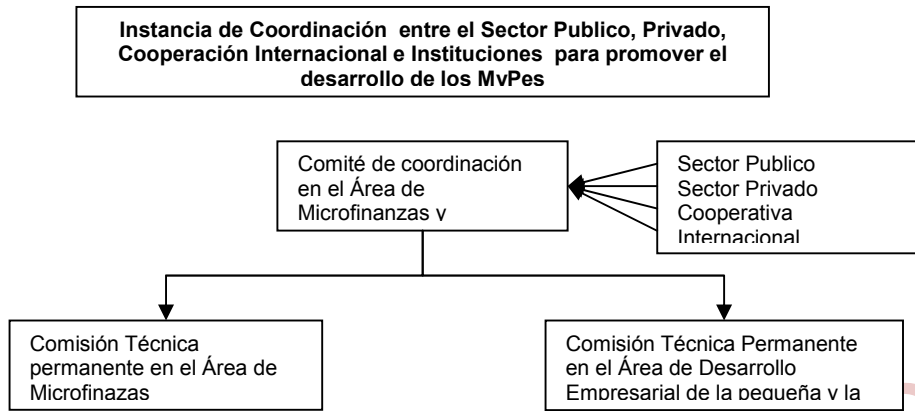 Instancia de Coordinación entre el Sector Publico, Privado,
Cooperación Internacional e Instituciones para promover el
desarrollo de los MyPes
Comité de coordinación
en el Área de
Microfinanzas y
Sector Publico
Sector Privado
Cooperativa
Internacional
Comisión Técnica
permanente en el Área de
Microfinazas
Comisión Técnica Permanente
en el Área de Desarrollo
Empresarial de la pequeña y la